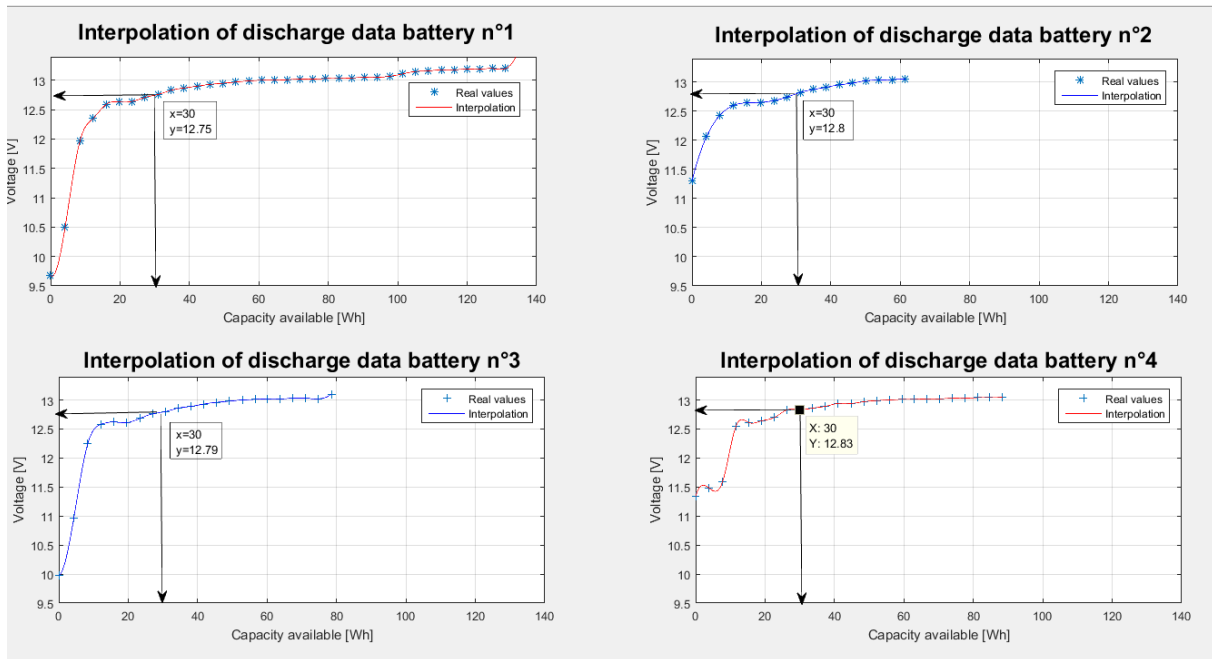 Interpolation of discharge data battery n°1
13
12.5
12
11.5
11
10.5
10
9.5
Voltage [V]
0 20 40 60 80 100 120 140
Capacity available [Wh]
Real values
Interpolation
x=30
y=12.75
Interpolation of discharge data battery n°2
13
12.5
12
11.5
11
10.5
10
9.5
Voltage [V]
0 20 40 60 80 100 120 140
Capacity available [Wh]
Real values
Interpolation
x=30
y=12.8
Interpolation of discharge data battery n°3
13
12.5
12
11.5
11
10.5
10
9.5
Voltage [V]
0 20 40 60 80 100 120 140
Capacity available [Wh]
Real values
Interpolation
x=30
y=12.79
Interpolation of discharge data battery n°4
13
12.5
12
11.5
11
10.5
10
9.5
Voltage [V]
0 20 40 60 80 100 120 140
Capacity available [Wh]
Real values
Interpolation
X: 30
Y: 12.83